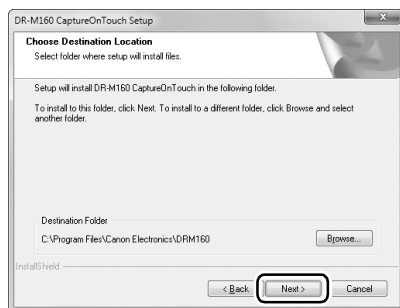 DR-M160 CaptureOnTouch Setup
Choose Destination Location
Select folder where setup will install files.
Setup will install DR-M160 CaptureOnTouch in the following folder.
To install to this folder, click Next. To install to a different folder, click Browse and select
another folder.
Destination Folder
C:\Program Files\Canon Electronics\DRM160
Browse...
InstallShield
< Back
Next >
Cancel